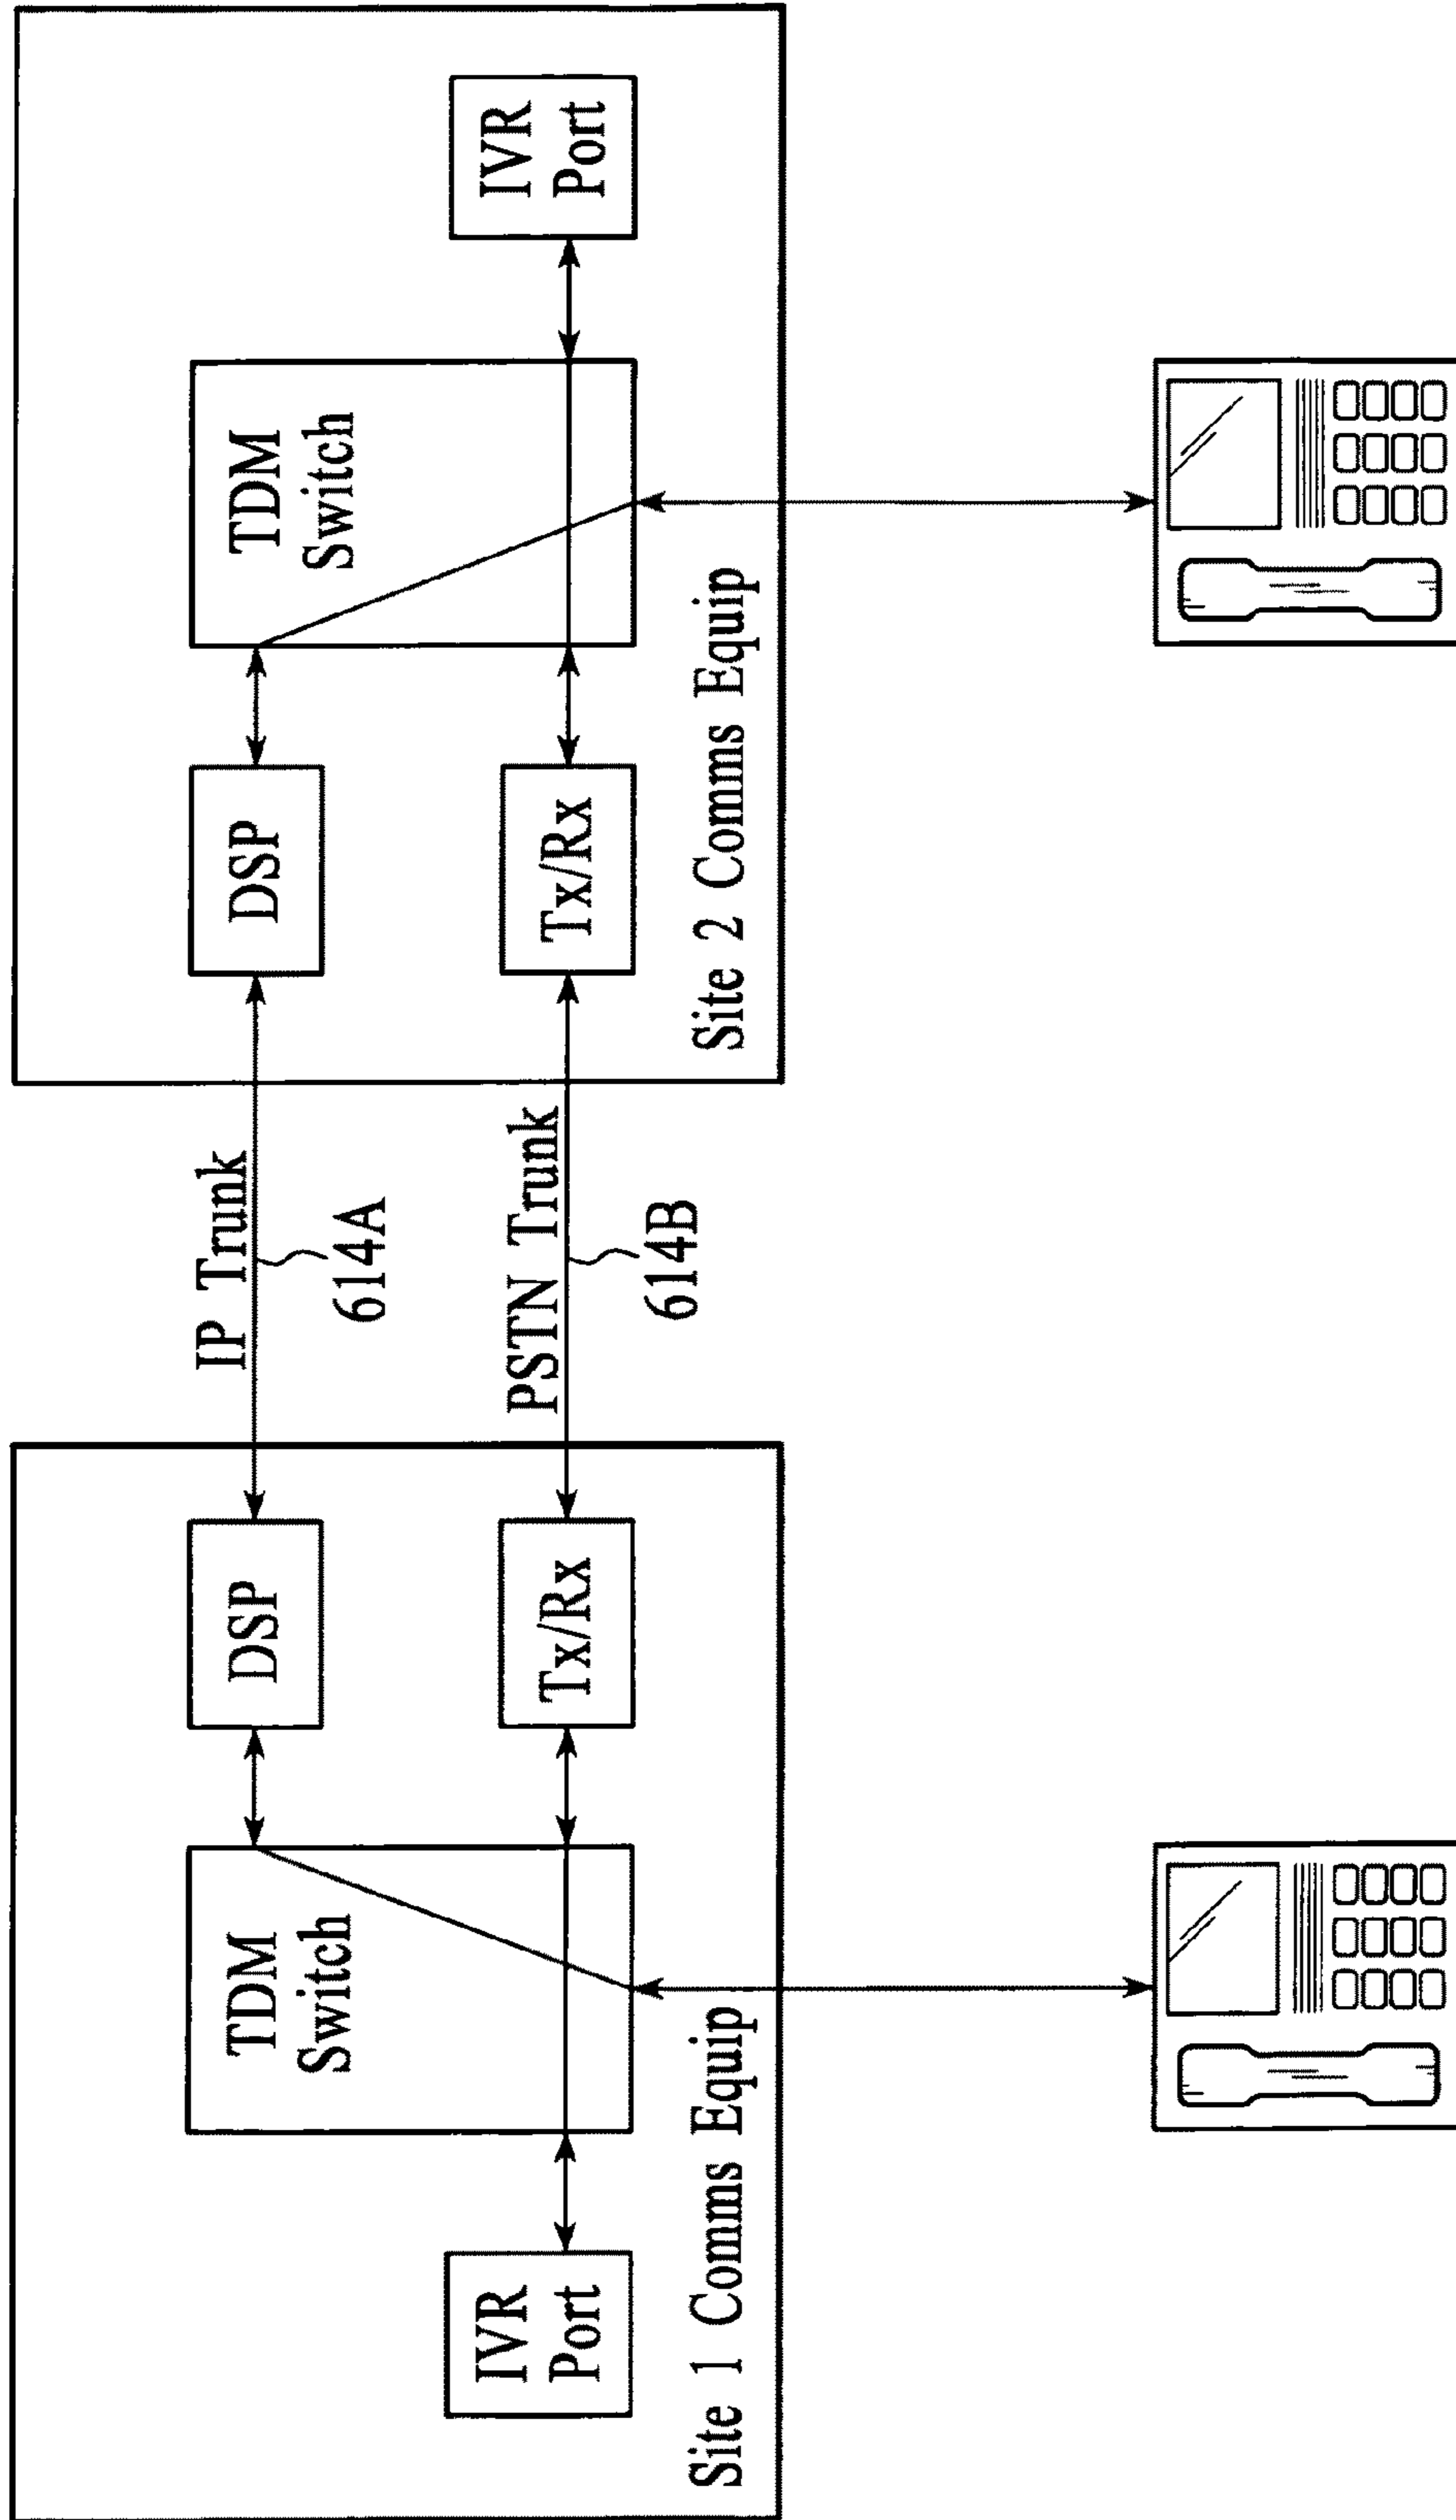 IP Trunk
614A
PSTN Trunk
614B
IVR
Port
TDM
Switch
DSP
Tx/Rx
Site 1 Comms Equip
DSP
Tx/Rx
TDM
Switch
IVR
Port
Site 2 Comms Equip